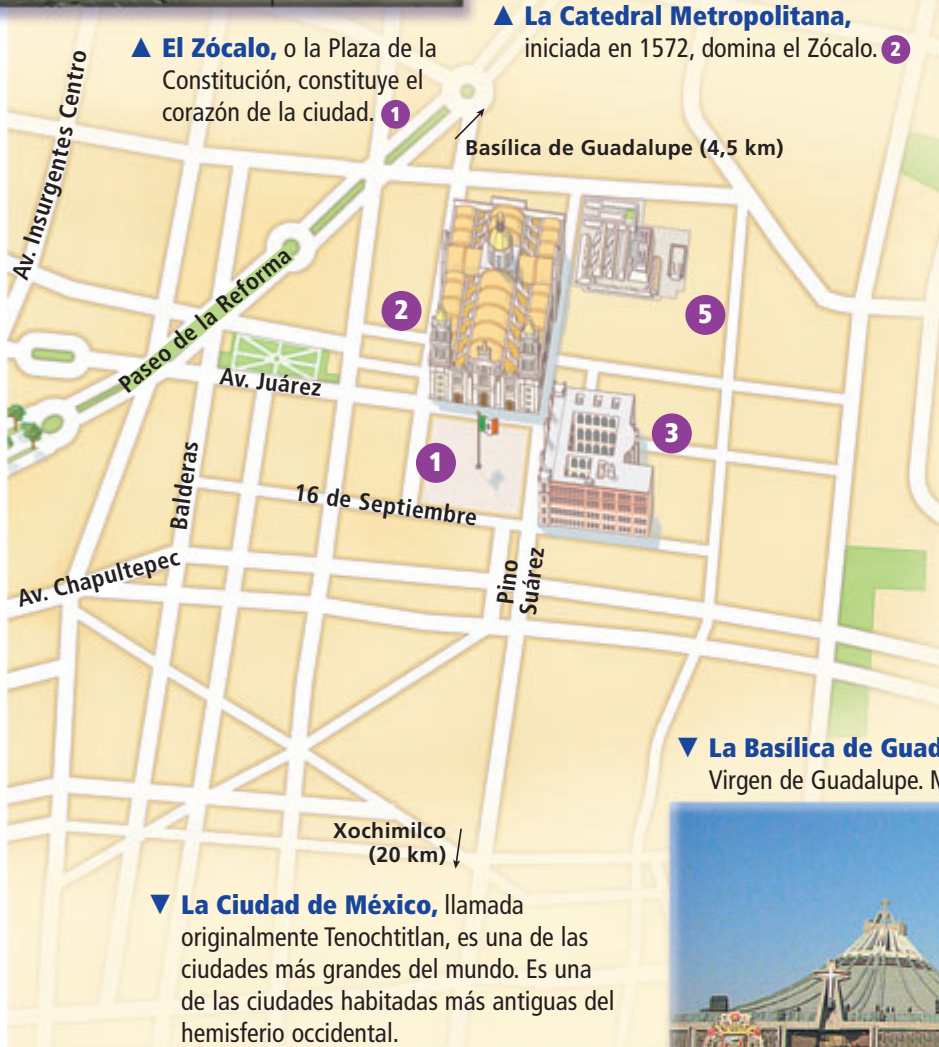 ▲ El Zócalo, o la Plaza de la
Constitución, constituye el
corazón de la ciudad. 1
▲ La Catedral Metropolitana,
iniciada en 1572, domina el Zócalo. 2
Basílica de Guadalupe (4,5 km)
Av. Insurgentes Centro
Paseo de la Reforma
2
5
Av. Juárez
3
1
Balderas
16 de Septiembre
Av. Chapultepec
Pino
Suárez
▼ La Basílica de Guad
Virgen de Guadalupe. M
Xochimilco
(20 km)
▼ La Ciudad de México, llamada
originalmente Tenochtitlan, es una de las
ciudades más grandes del mundo. Es una
de las ciudades habitadas más antiguas del
hemisferio occidental.